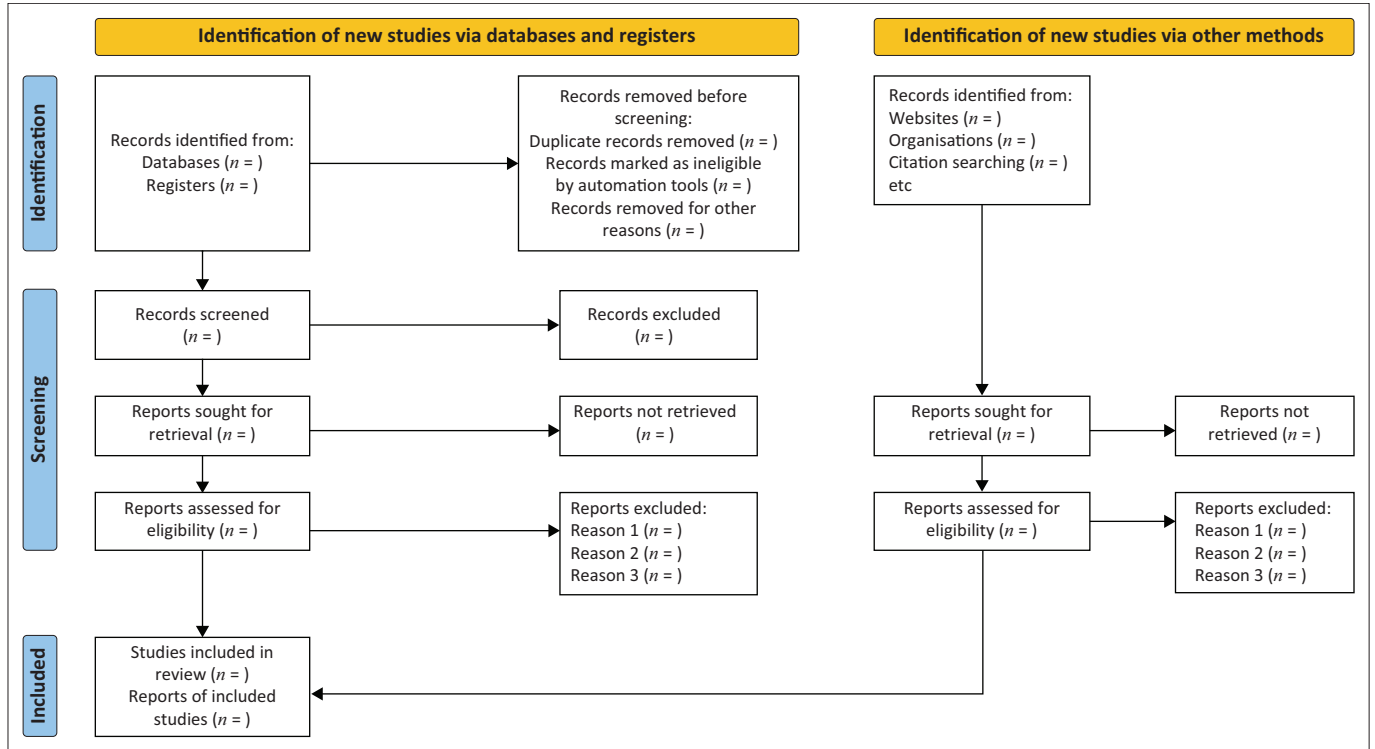 Identification of new studies via databases and registers
Identification of new studies via other methods
Identification
Records identified from:
Databases (n = )
Registers (n = )
Records removed before
screening:
Duplicate records removed (n = )
Records marked as ineligible
by automation tools (n = )
Records removed for other
reasons (n = )
Records identified from:
Websites (n = )
Organisations (n = )
Citation searching (n = )
etc
Screening
Records screened
(n = )
Records excluded
(n = )
Reports sought for
retrieval (n = )
Reports not retrieved
(n = )
Reports sought for
retrieval (n = )
Reports not
retrieved (n = )
Reports assessed for
eligibility (n = )
Reports excluded:
Reason 1 (n = )
Reason 2 (n = )
Reason 3 (n = )
Reports assessed for
eligibility (n = )
Reports excluded:
Reason 1 (n = )
Reason 2 (n = )
Reason 3 (n = )
Included
Studies included in
review (n = )
Reports of included
studies (n = )